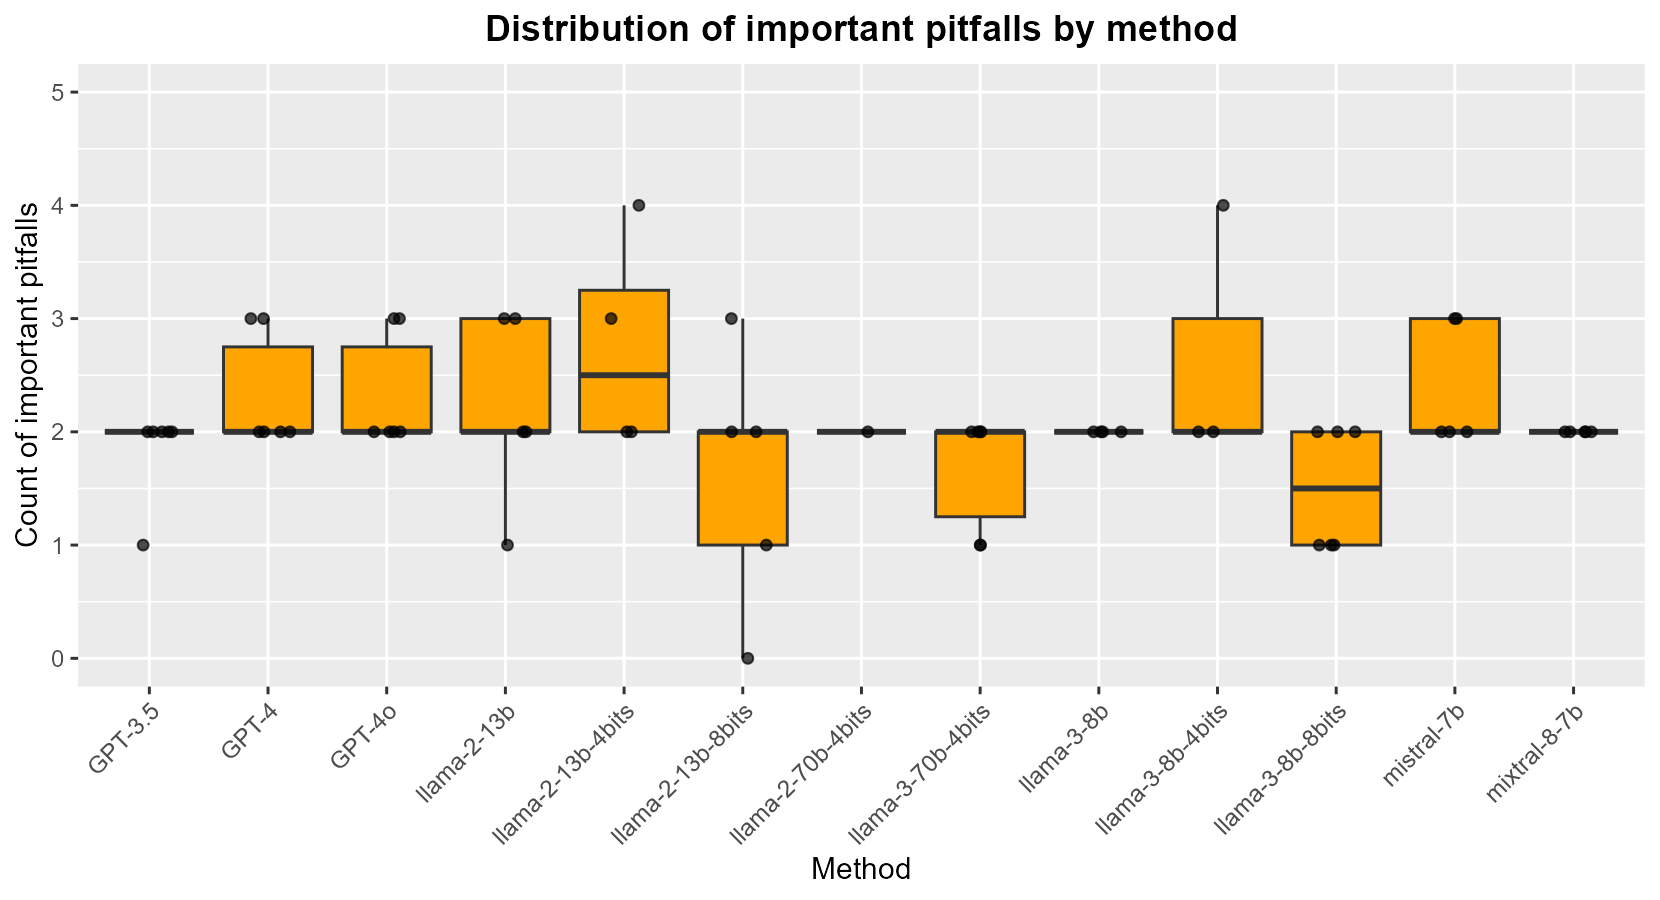 Distribution of important pitfalls by method
Count of important pitfalls
5
4
3
2
1
0
GPT-3.5
GPT-4
GPT-4o
llama-2-13b
llama-2-13b-4bits
llama-2-13b-8bits
llama-2-70b-4bits
llama-3-70b-4bits
llama-3-8b
llama-3-8b-4bits
llama-3-8b-8bits
mistral-7b
mixtral-8-7b
Method